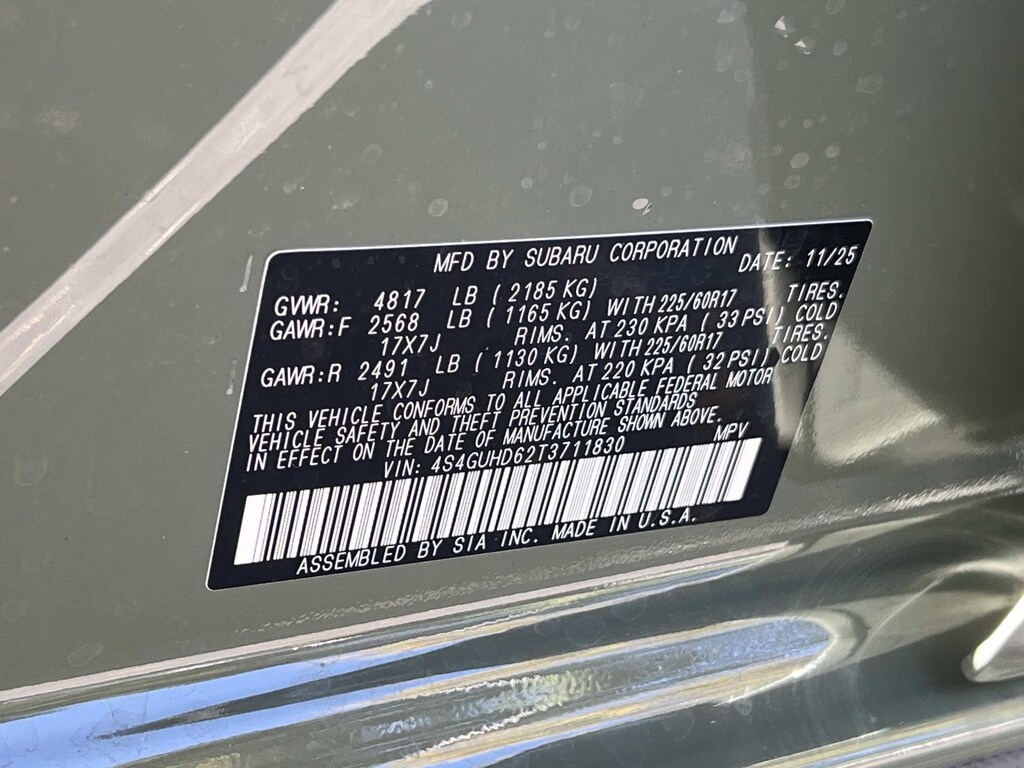 MFD BY SUBARU CORPORATION DATE: 11/25
GVWR: 4817 LB ( 2185 KG)
GAWR:F 2568 LB ( 1165 KG) WITH 225/60R17 TIRES.
17X7J RIMS. AT 230 KPA ( 33 PSI) COLD
GAWR:R 2491 LB ( 1130 KG) WITH 225/60R17 TIRES.
17X7J RIMS. AT 220 KPA ( 32 PSI) COLD
THIS VEHICLE CONFORMS TO ALL APPLICABLE FEDERAL MOTOR
VEHICLE SAFETY AND THEFT PREVENTION STANDARDS
IN EFFECT ON THE DATE OF MANUFACTURE SHOWN ABOVE.
VIN: 4S4GUHD62T3711830 MPV
ASSEMBLED BY SIA INC. MADE IN U.S.A.